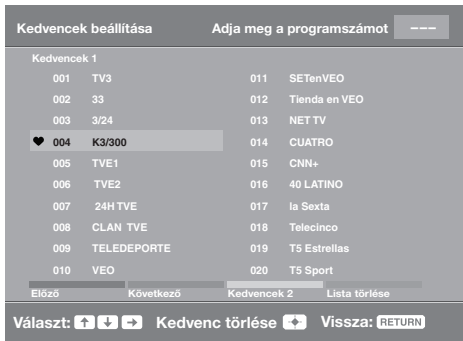 Kedvencek beállítása Adja meg a programszámot ---
Kedvencek 1
001 TV3
002 33
003 3/24
004 K3/300
005 TVE1
006 TVE2
007 24H TVE
008 CLAN TVE
009 TELEDEPORTE
010 VEO
011 SETenVEO
012 Tienda en VEO
013 NET TV
014 CUATRO
015 CNN+
016 40 LATINO
017 la Sexta
018 Telecinco
019 T5 Estrellas
020 T5 Sport
Előző Következő Kedvencek 2 Lista törlése
Választ: ↑ ↓ → Kedvenc törlése Vissza: RETURN